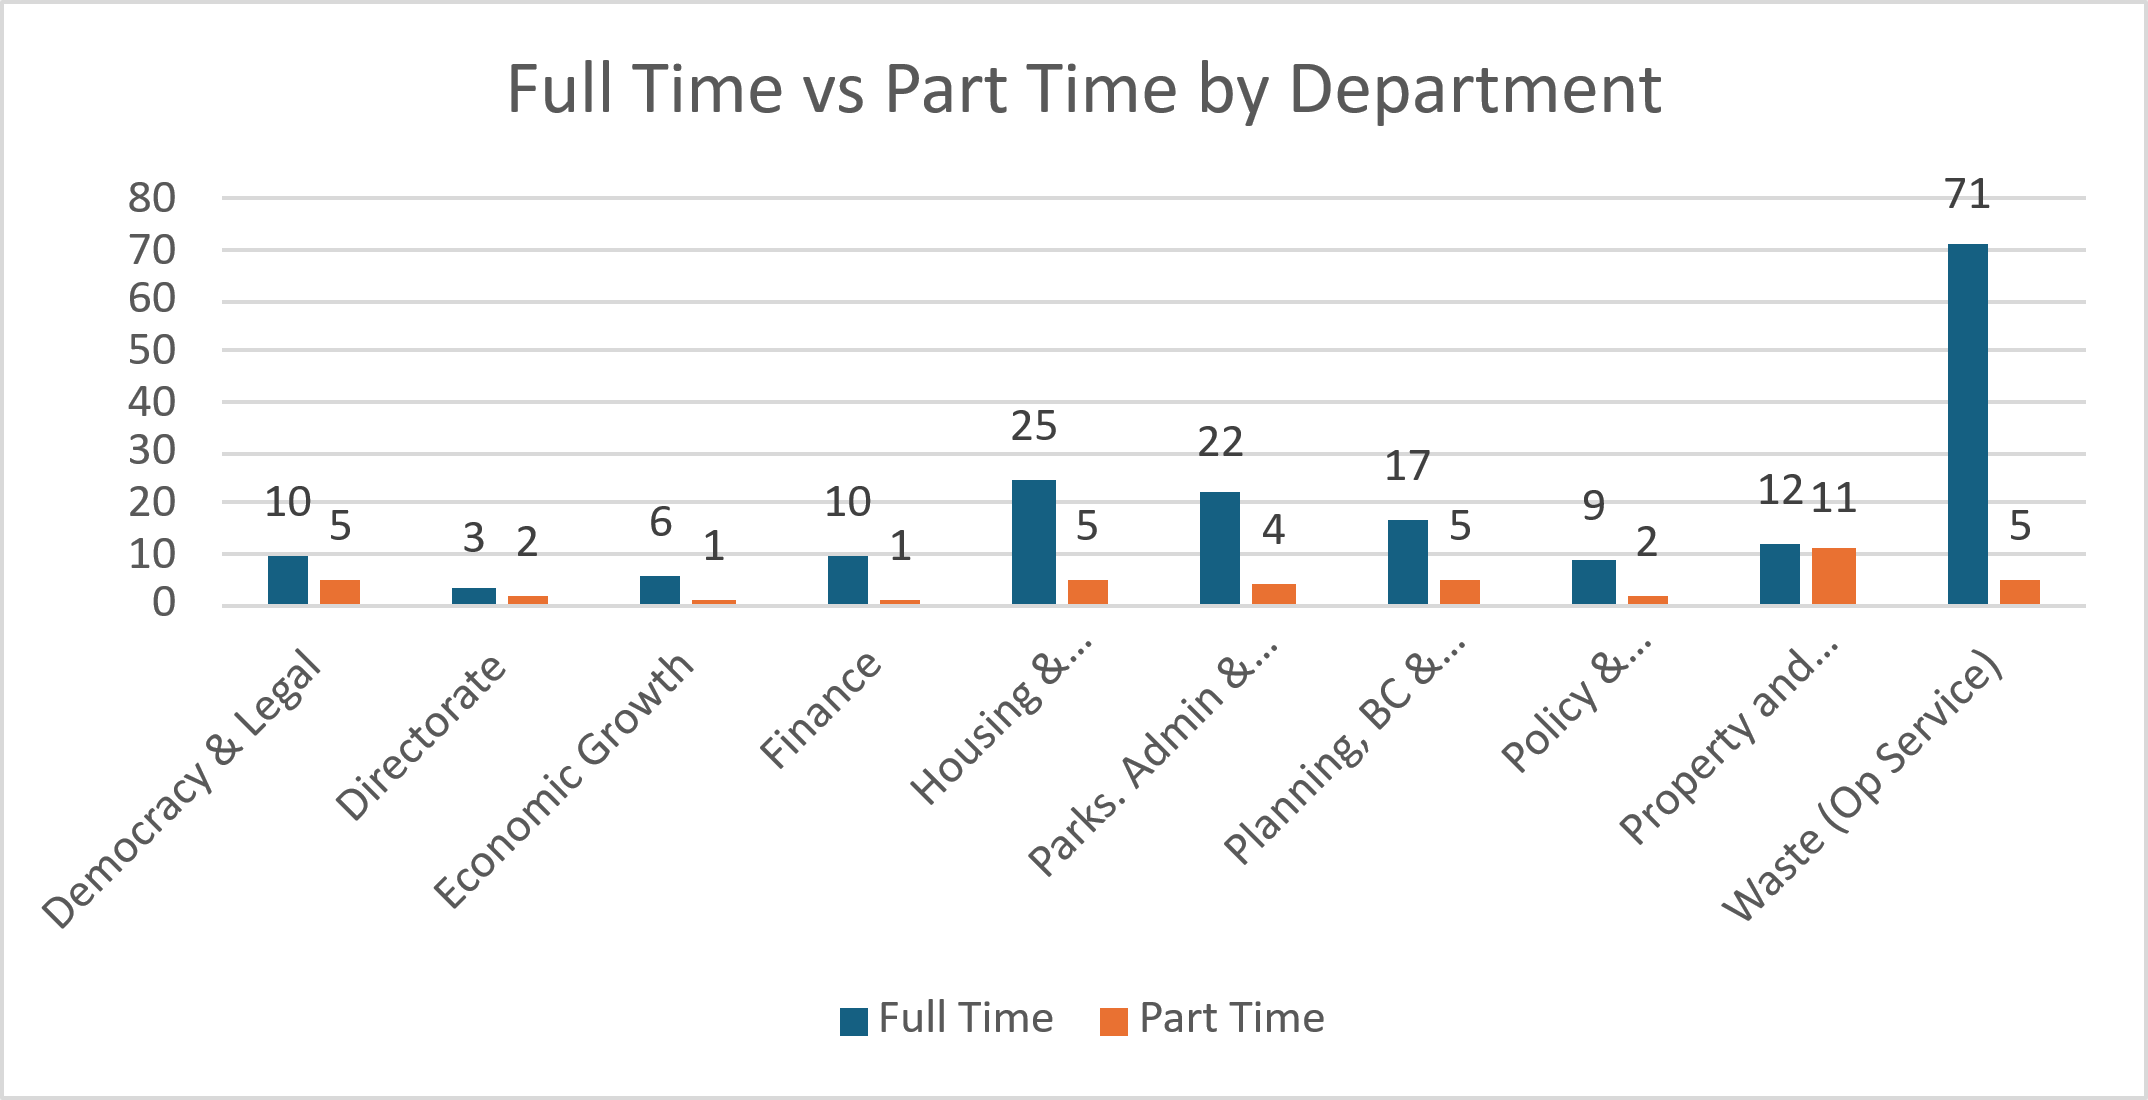 Full Time vs Part Time by Department
80
70
60
50
40
30
20
10
0
10
5
3
2
6
1
10
1
25
5
22
4
17
5
9
2
12
11
71
5
Democracy & Legal
Directorate
Economic Growth
Finance
Housing &...
Parks. Admin &...
Planning, BC &...
Policy &...
Property and...
Waste (Op Service)
Full Time
Part Time